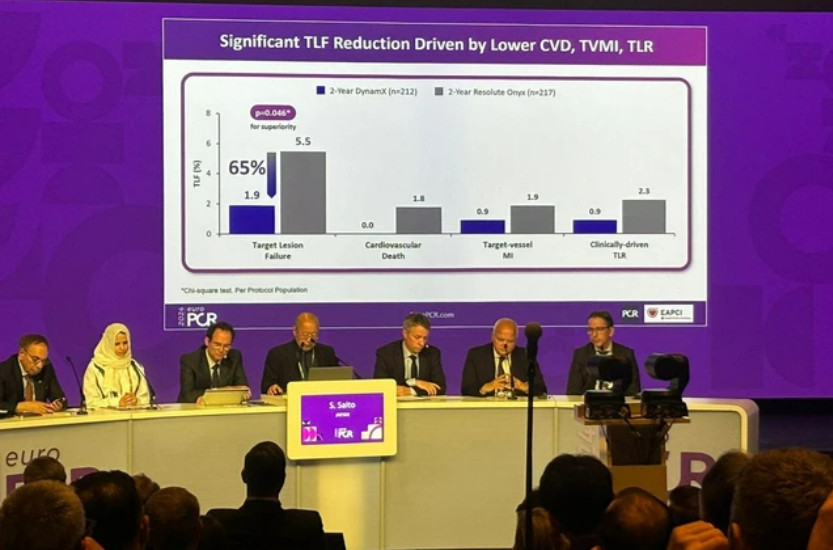 Significant TLF Reduction Driven by Lower CVD, TVMI, TLR
2-Year DynamX (n=212)
2-Year Resolute Onyx (n=217)
p=0.046*
for superiority
65%
TLF (%)
8
6
4
2
0
1.9
5.5
0.0
1.8
0.9
1.9
0.9
2.3
Target Lesion
Failure
Cardiovascular
Death
Target-vessel
MI
Clinically-driven
TLR
*Chi-square test, Per Protocol Population
2024
euro
PCR
PCR.com
PCR
EAPCI
S. Saito
PCR
euro
R